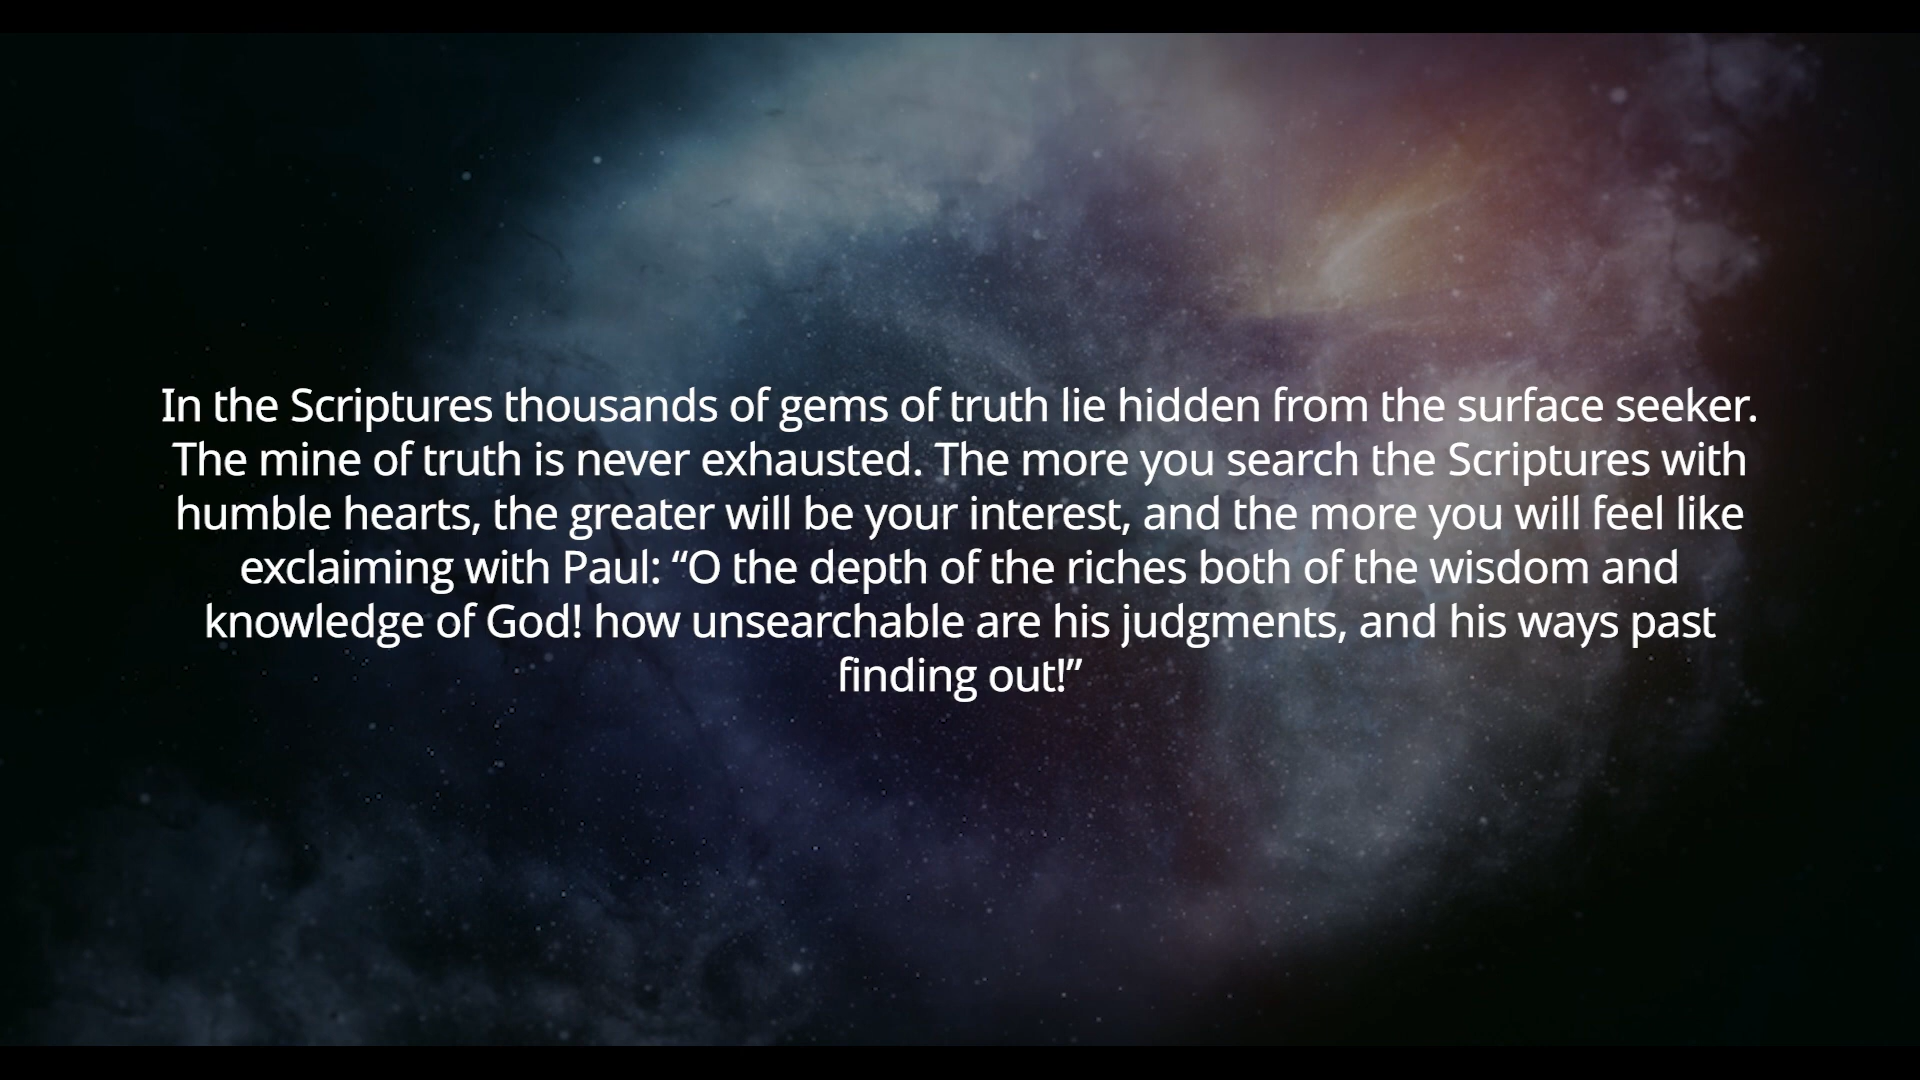 In the Scriptures thousands of gems of truth lie hidden from the surface seeker.
The mine of truth is never exhausted. The more you search the Scriptures with
humble hearts, the greater will be your interest, and the more you will feel like
exclaiming with Paul: “O the depth of the riches both of the wisdom and
knowledge of God! how unsearchable are his judgments, and his ways past
finding out!”